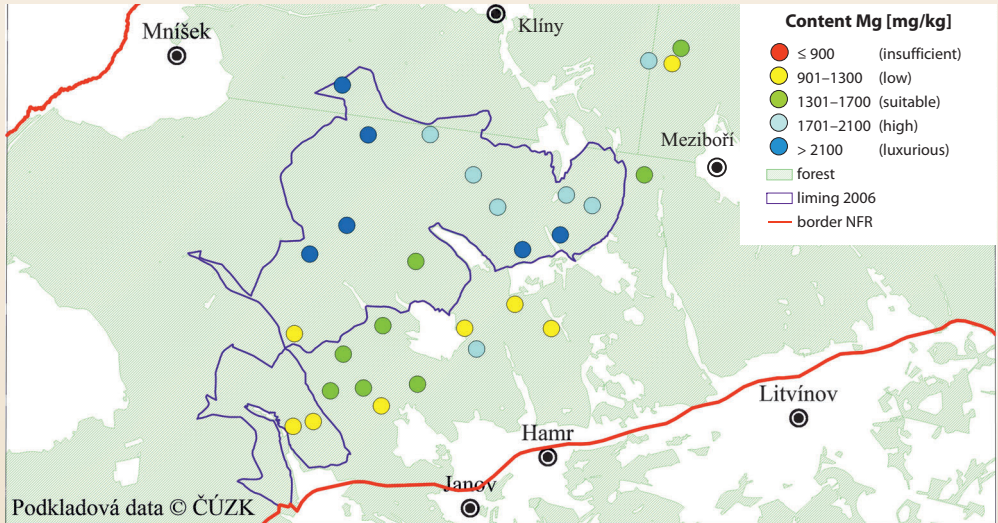 Mníšek
Klíny
Meziboří
Litvínov
Hamr
Janov
Podkladová data © ČÚZK
Content Mg [mg/kg]
≤ 900 (insufficient)
901–1300 (low)
1301–1700 (suitable)
1701–2100 (high)
> 2100 (luxurious)
forest
liming 2006
border NFR